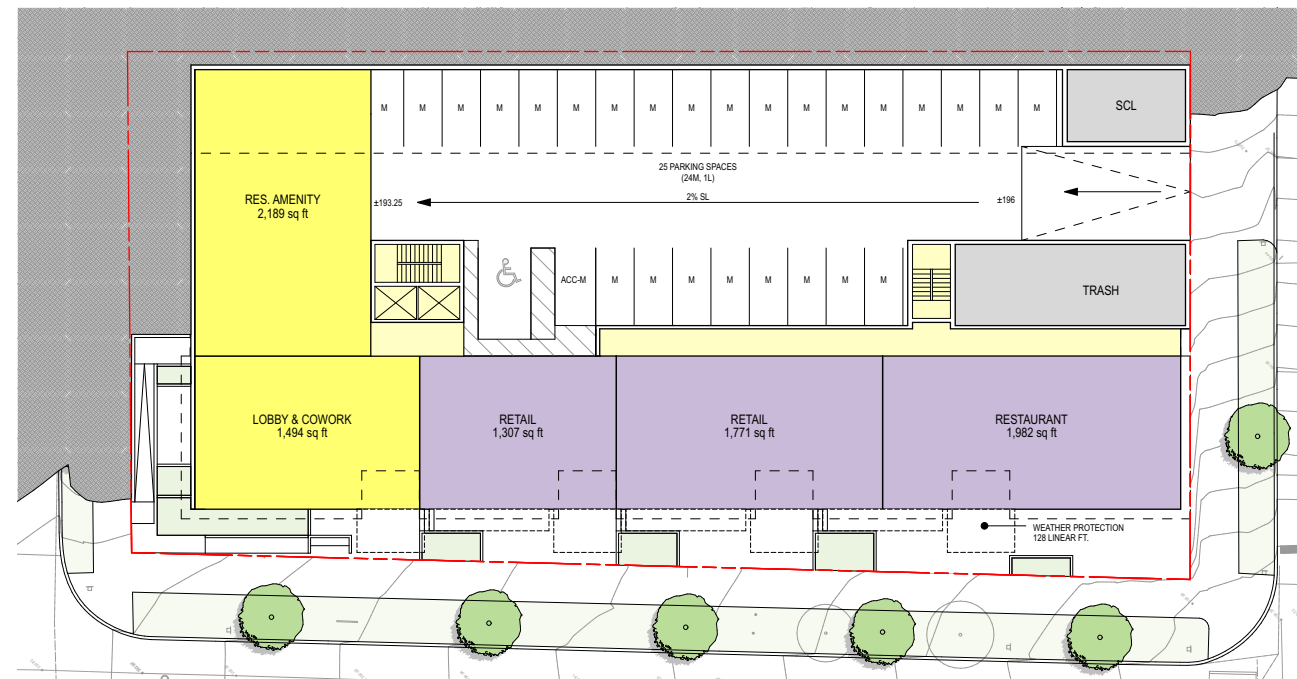 M M M M M M M M M M M M M M M M M M
SCL
25 PARKING SPACES
(24M, 1L)
2% SL
±193.25
±196
RES. AMENITY
2,189 sq ft
ACC-M M M M M M M M M
TRASH
LOBBY & COWORK
1,494 sq ft
RETAIL
1,307 sq ft
RETAIL
1,771 sq ft
RESTAURANT
1,982 sq ft
WEATHER PROTECTION
128 LINEAR FT.